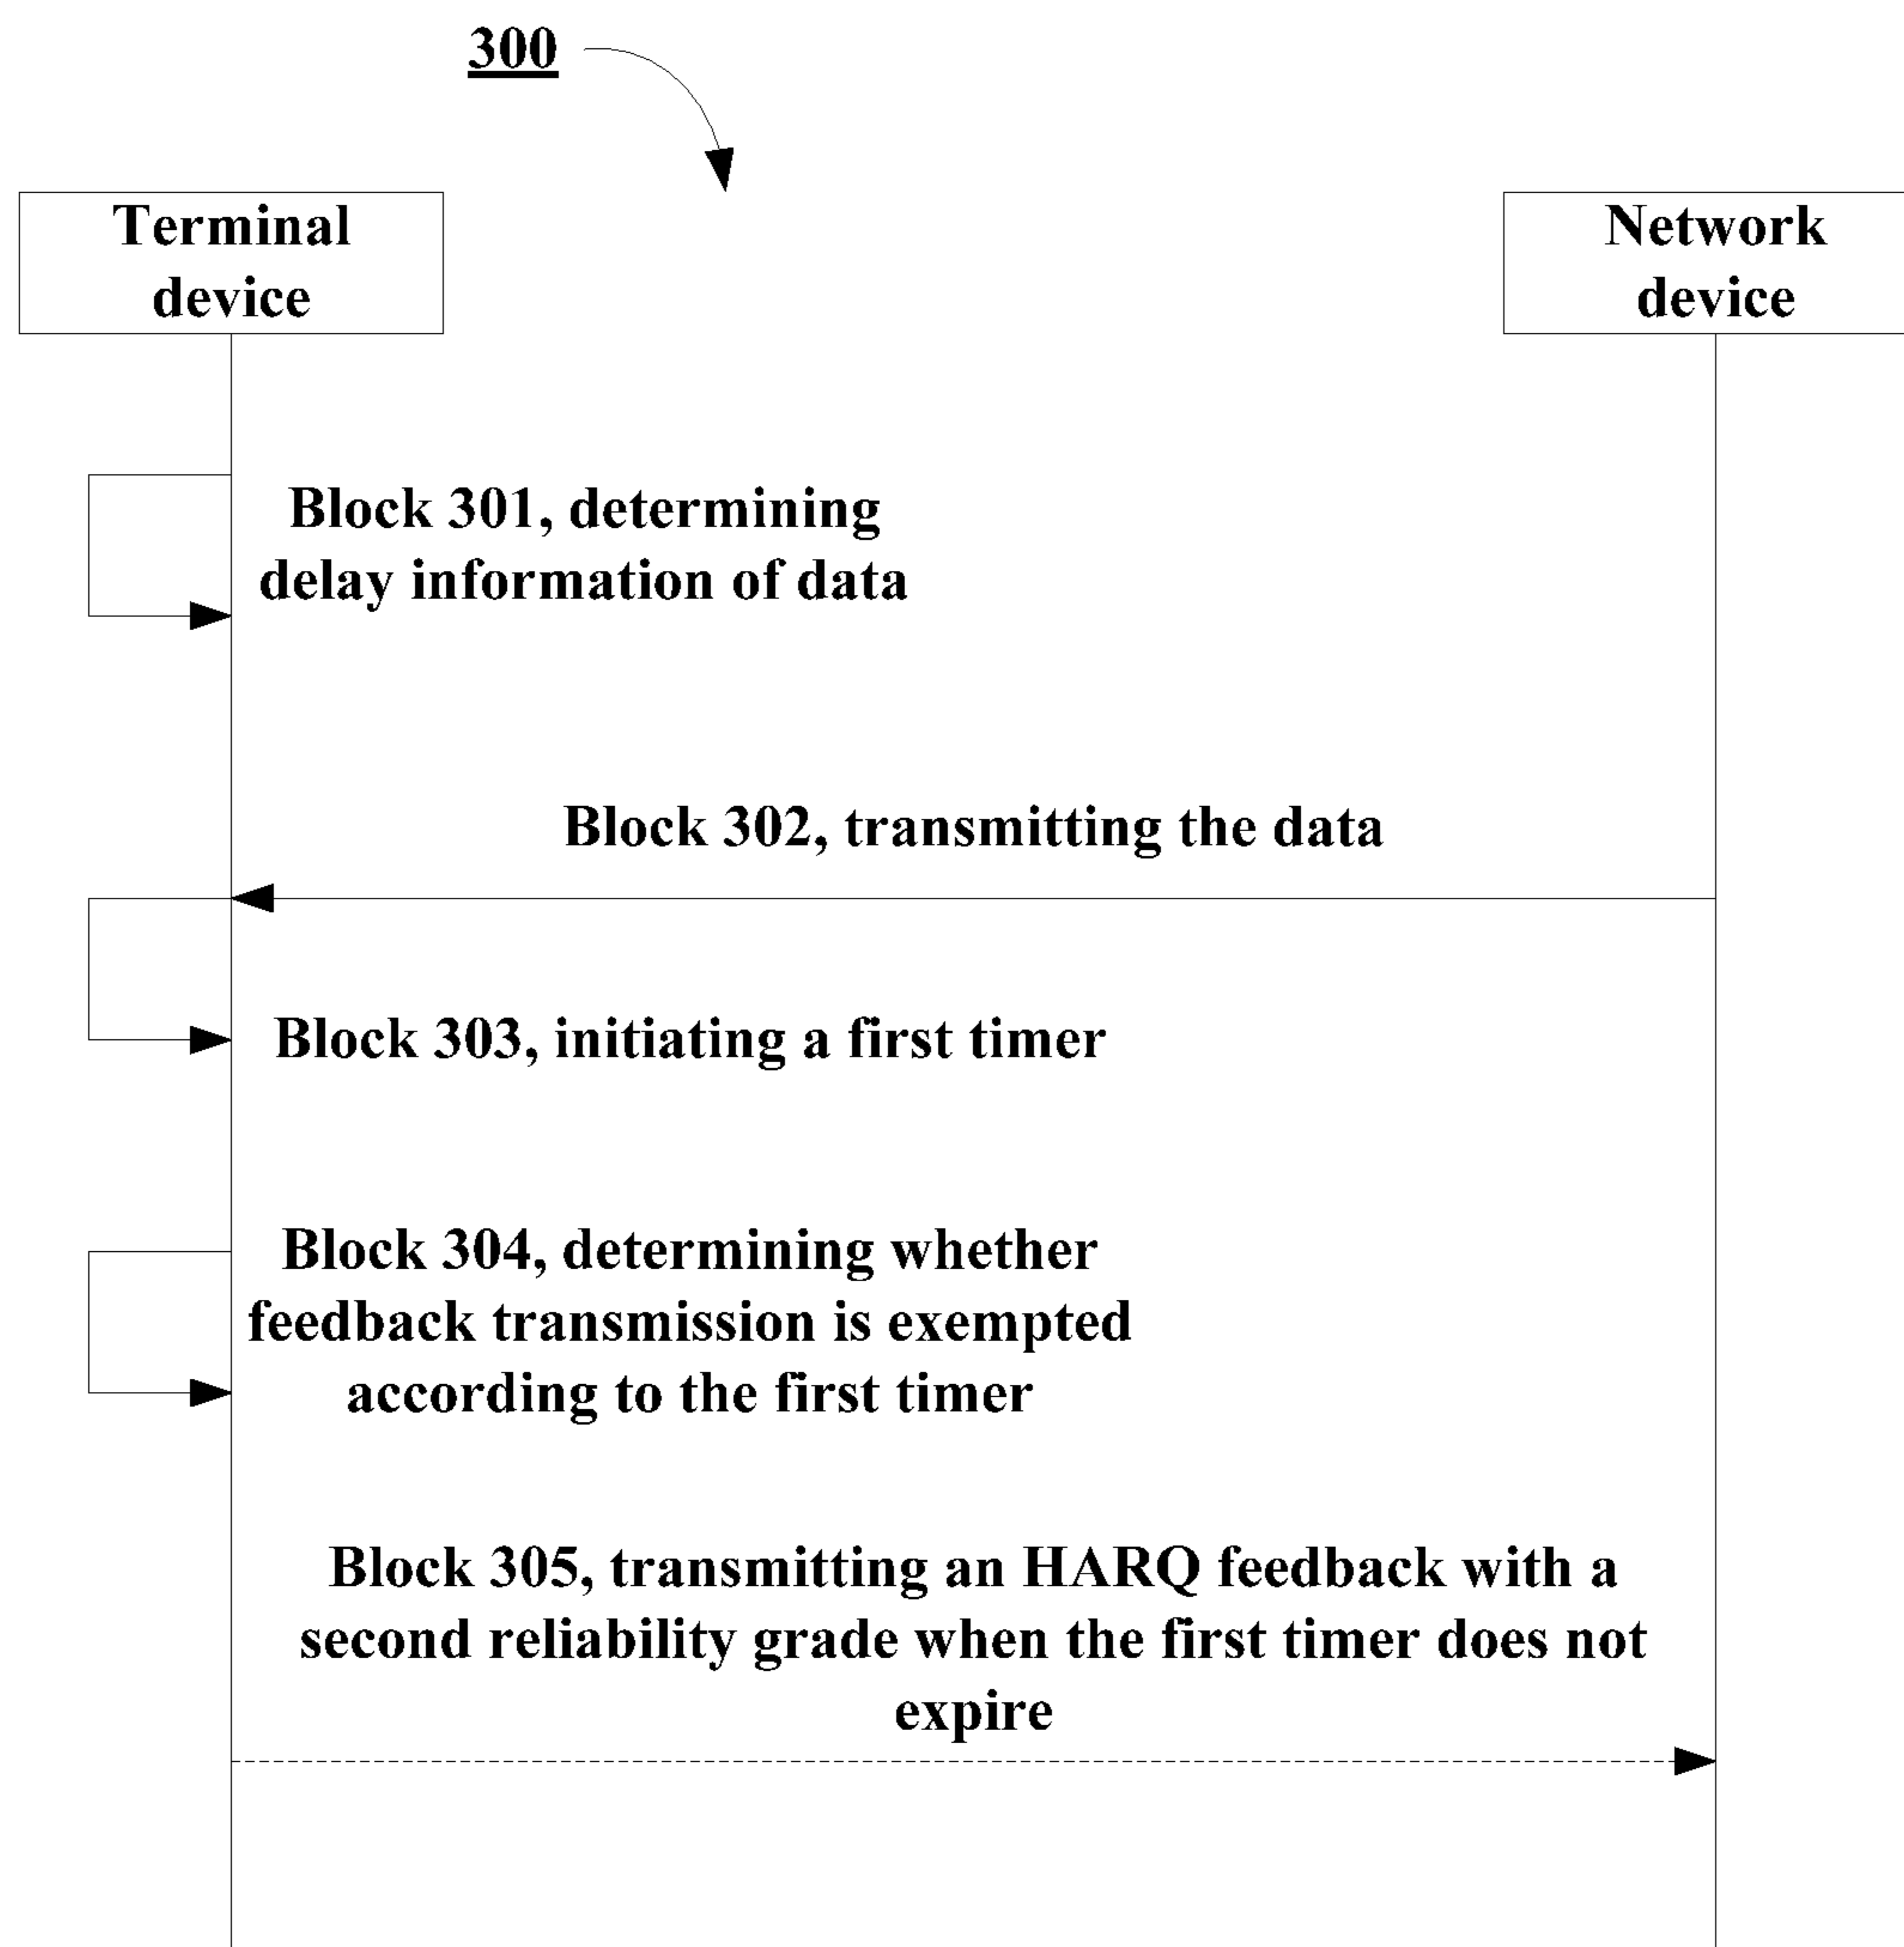 300
Terminal
device
Network
device
Block 301, determining
delay information of data
Block 302, transmitting the data
Block 303, initiating a first timer
Block 304, determining whether
feedback transmission is exempted
according to the first timer
Block 305, transmitting an HARQ feedback with a
second reliability grade when the first timer does not
expire